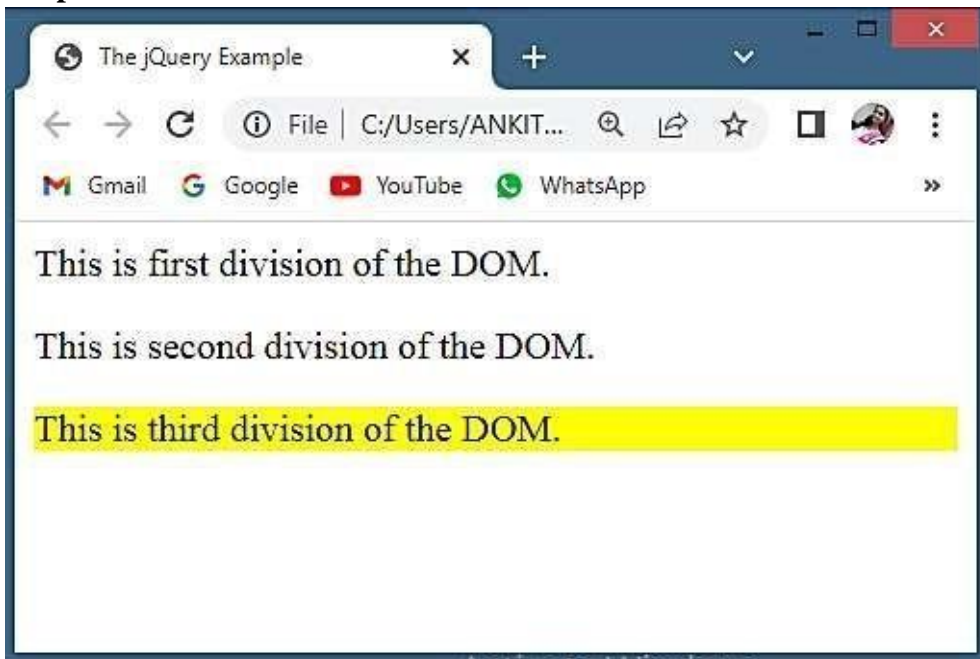 The jQuery Example
File | C:/Users/ANKIT...
Gmail Google YouTube WhatsApp »
This is first division of the DOM.
This is second division of the DOM.
This is third division of the DOM.